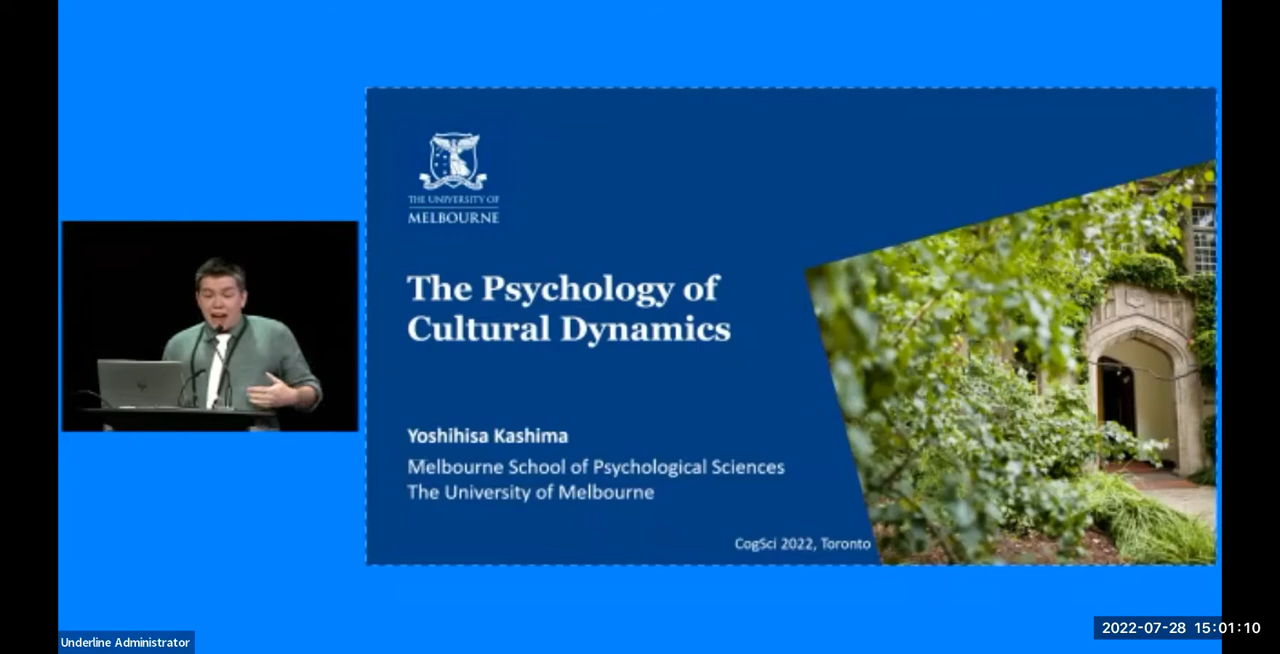 THE UNIVERSITY OF
MELBOURNE
The Psychology of
Cultural Dynamics
Yoshihisa Kashima
Melbourne School of Psychological Sciences
The University of Melbourne
CogSci 2022, Toronto
Underline Administrator
2022-07-28 15:01:10